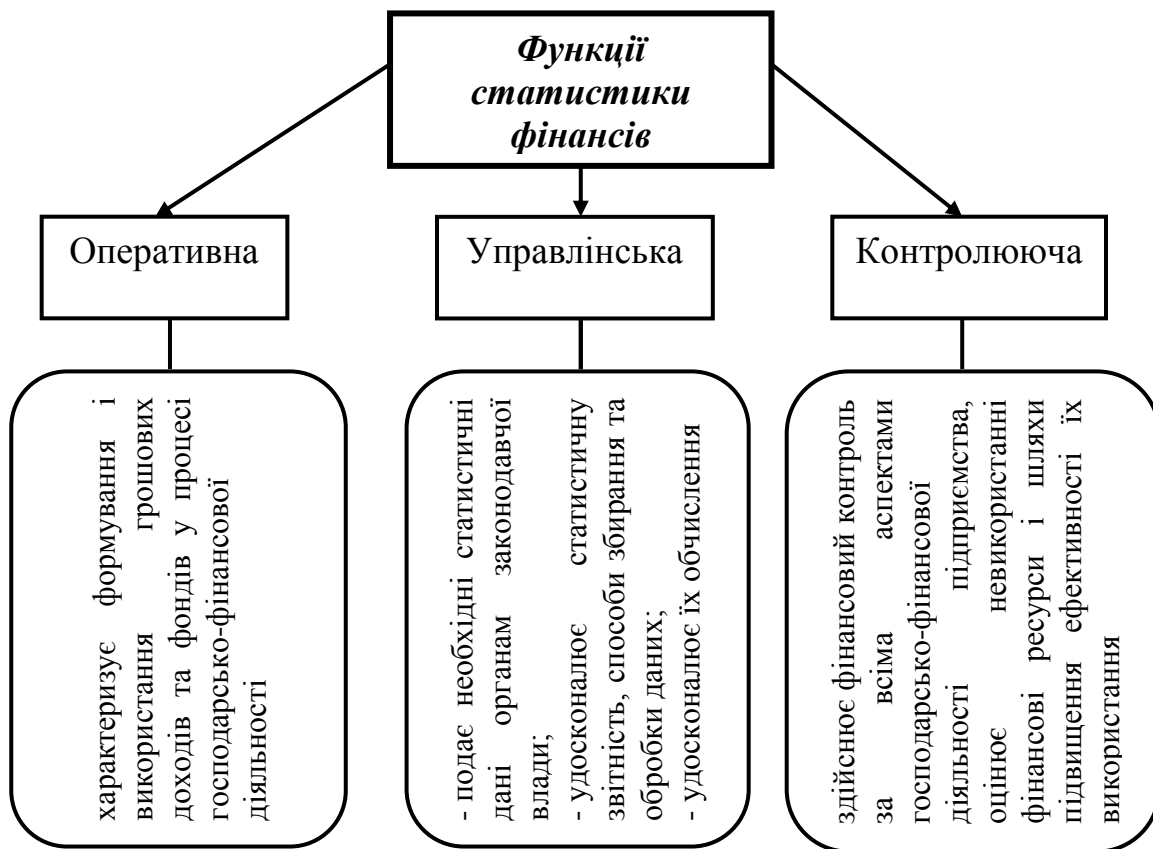 Функції
статистики
фінансів
Оперативна
Управлінська
Контролююча
характеризує формування і
використання грошових
доходів та фондів у процесі
господарсько-фінансової
діяльності
- подає необхідні статистичні
дані органам законодавчої
влади;
- удосконалює статистичну
звітність, способи збирання та
обробки даних;
- удосконалює їх обчислення
здійснює фінансовий контроль
за всіма аспектами
господарсько-фінансової
діяльності підприємства,
оцінює невикористанні
фінансові ресурси і шляхи
підвищення ефективності їх
використання